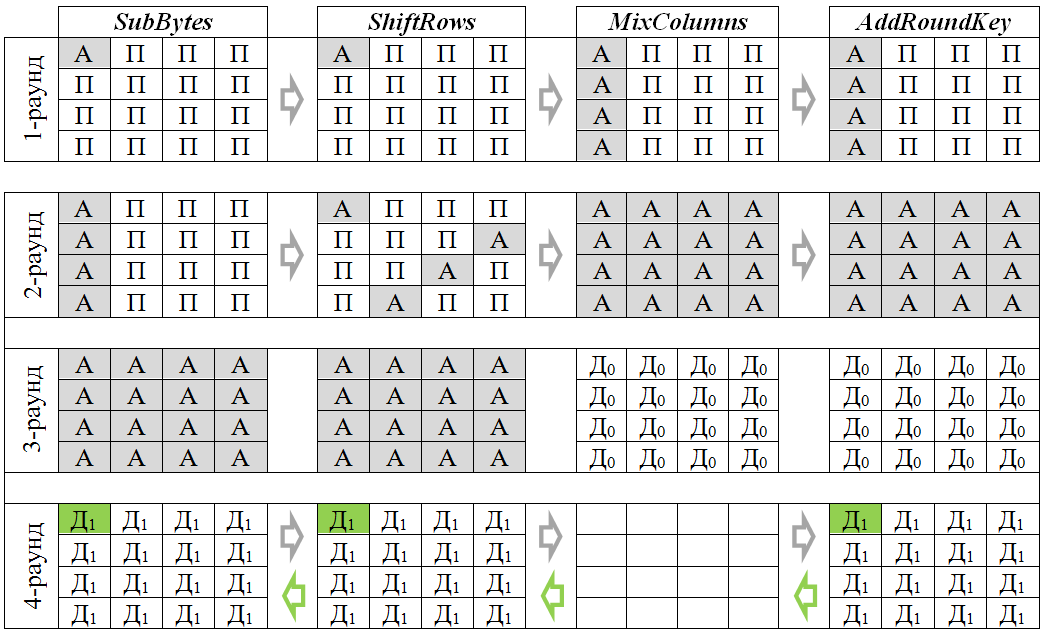 SubBytes ShiftRows MixColumns AddRoundKey
1-раунд
А П П П А П П П А П П П А П П П
П П П П П П П П А П П П А П П П
П П П П П П П П А П П П А П П П
П П П П П П П П А П П П А П П П
2-раунд
А П П П А П П П А А А А А А А А
А П П П П П П А А А А А А А А А
А П П П П П А П А А А А А А А А
А П П П П А П П А А А А А А А А
3-раунд
А А А А А А А А Д₀ Д₀ Д₀ Д₀ Д₀ Д₀ Д₀ Д₀
А А А А А А А А Д₀ Д₀ Д₀ Д₀ Д₀ Д₀ Д₀ Д₀
А А А А А А А А Д₀ Д₀ Д₀ Д₀ Д₀ Д₀ Д₀ Д₀
А А А А А А А А Д₀ Д₀ Д₀ Д₀ Д₀ Д₀ Д₀ Д₀
4-раунд
Д₁ Д₁ Д₁ Д₁ Д₁ Д₁ Д₁ Д₁ Д₁ Д₁ Д₁ Д₁
Д₁ Д₁ Д₁ Д₁ Д₁ Д₁ Д₁ Д₁ Д₁ Д₁ Д₁ Д₁
Д₁ Д₁ Д₁ Д₁ Д₁ Д₁ Д₁ Д₁ Д₁ Д₁ Д₁ Д₁
Д₁ Д₁ Д₁ Д₁ Д₁ Д₁ Д₁ Д₁ Д₁ Д₁ Д₁ Д₁